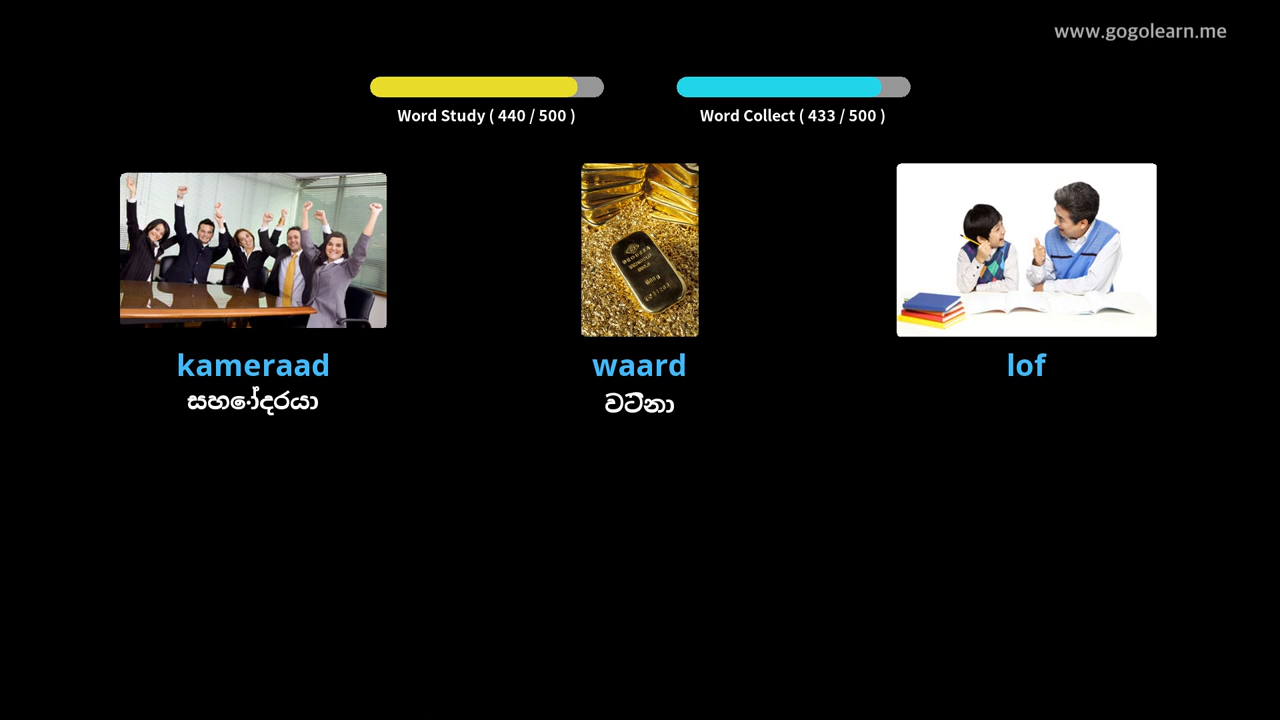 www.gogolearn.me
Word Study ( 440 / 500 )
Word Collect ( 433 / 500 )
kameraad
waard
lof
සහෝදරයා
වටිනා